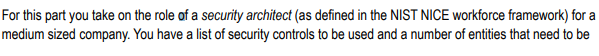 For this part you take on the role of a security architect (as defined in the NIST NICE workforce framework) for a
medium sized company. You have a list of security controls to be used and a number of entities that need to be